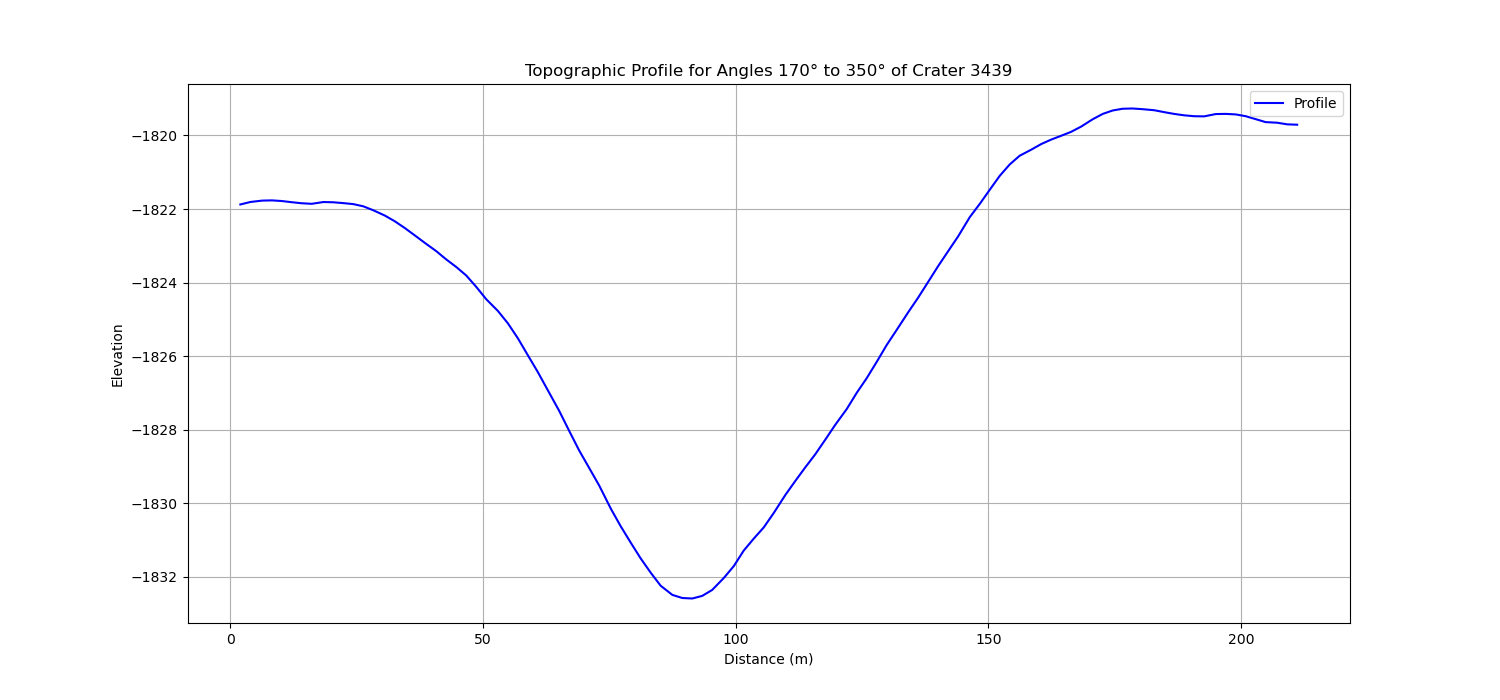 Topographic Profile for Angles 170° to 350° of Crater 3439
Profile
Elevation
−1820
−1822
−1824
−1826
−1828
−1830
−1832
0 50 100 150 200
Distance (m)